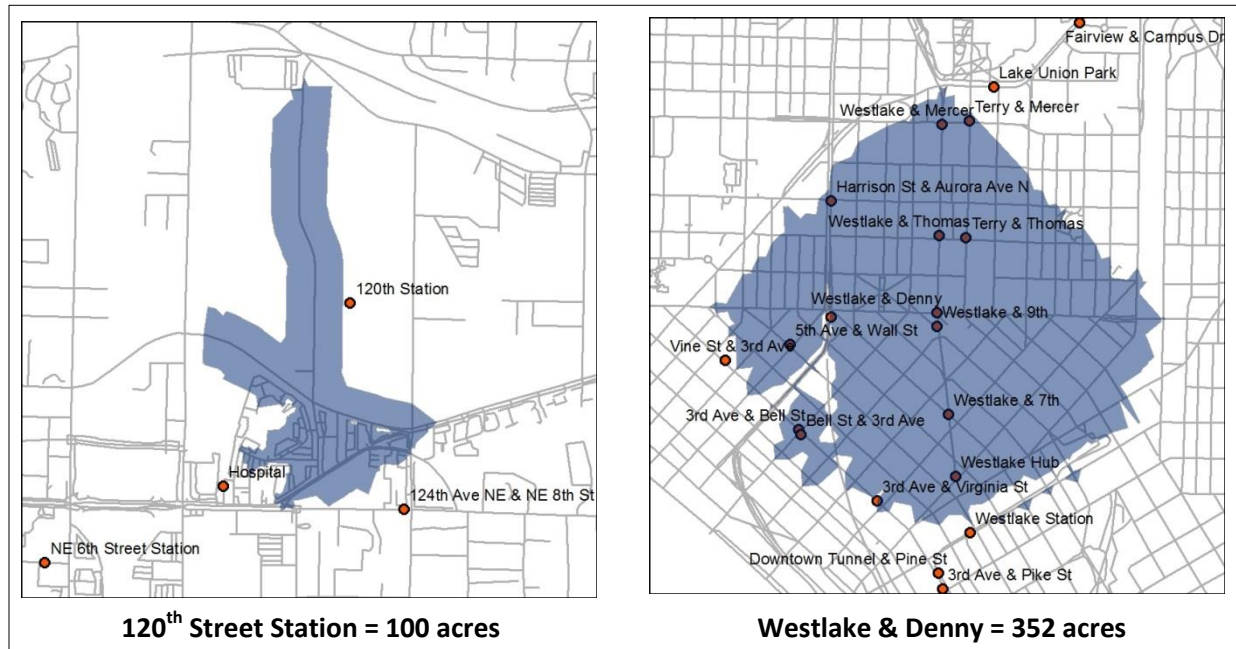 120th Station
Hospital
124th Ave NE & NE 8th St
NE 6th Street Station
120th Street Station = 100 acres
Fairview & Campus Dr
Lake Union Park
Westlake & Mercer
Terry & Mercer
Harrison St & Aurora Ave N
Westlake & Thomas
Terry & Thomas
Westlake & Denny
Westlake & 9th
5th Ave & Wall St
Vine St & 3rd Ave
Westlake & 7th
3rd Ave & Bell St
Bell St & 3rd Ave
Westlake Hub
3rd Ave & Virginia St
Westlake Station
Downtown Tunnel & Pine St
3rd Ave & Pike St
Westlake & Denny = 352 acres